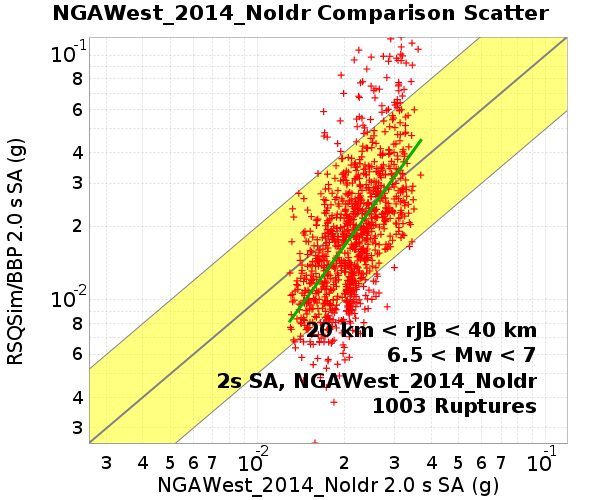 NGAWest_2014_NoIdr Comparison Scatter
RSQSim/BBP 2.0 s SA (g)
10-1
8
6
4
3
2
10-2
8
6
4
3
20 km < rJB < 40 km
6.5 < Mw < 7
2s SA, NGAWest_2014_NoIdr
1003 Ruptures
3 4 5 6 7 10-2 2 3 4 5 6 7 10-1
NGAWest_2014_NoIdr 2.0 s SA (g)